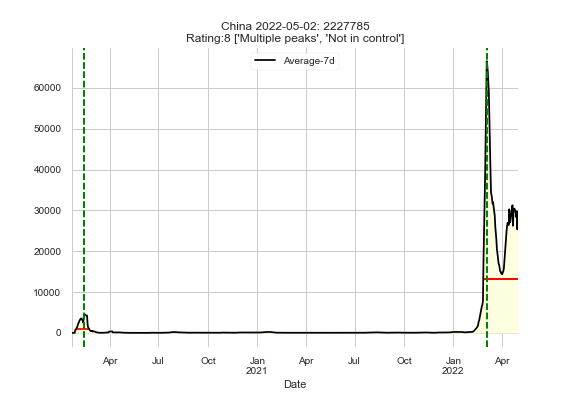 China 2022-05-02: 2227785
Rating:8 ['Multiple peaks', 'Not in control']
Average-7d
60000
50000
40000
30000
20000
10000
0
Apr Jul Oct Jan Apr Jul Oct Jan Apr
2021 2022
Date